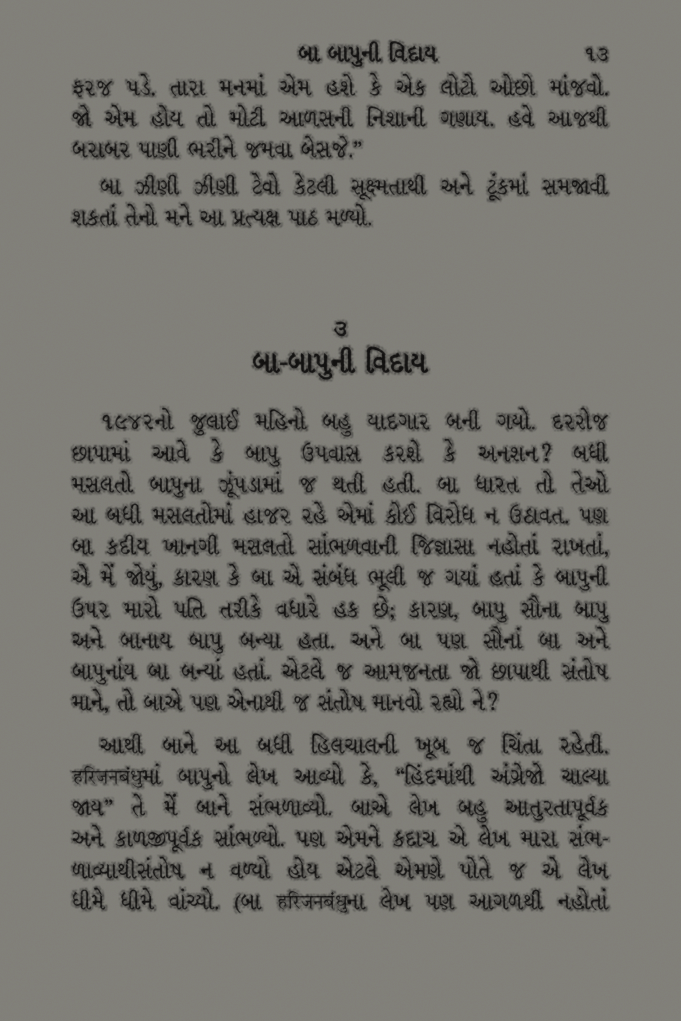 બા બાપુની વિદાય ૧૩
ફરજ પડે. તારા મનમાં એમ હશે કે એક લોટો ઓછો માંજવો.
જો એમ હોય તો મોટી આળસની નિશાની ગણાય. હવે આજથી
બરાબર પાણી ભરીને જમવા બેસજે.”
બા ઝીણી ઝીણી ટેવો કેટલી સૂક્ષ્મતાથી અને ટૂંકમાં સમજાવી
શકતાં તેનો મને આ પ્રત્યક્ષ પાઠ મળ્યો.
૩
બા-બાપુની વિદાય
૧૯૪૨નો જુલાઈ મહિનો બહુ યાદગાર બની ગયો. દરરોજ
છાપામાં આવે કે બાપુ ઉપવાસ કરશે કે અનશન? બધી
મસલતો બાપુના ઝૂંપડામાં જ થતી હતી. બા ધારત તો તેઓ
આ બધી મસલતોમાં હાજર રહે એમાં કોઈ વિરોધ ન ઉઠાવત. પણ
બા કદીય ખાનગી મસલતો સાંભળવાની જિજ્ઞાસા નહોતાં રાખતાં,
એ મેં જોયું, કારણ કે બા એ સંબંધ ભૂલી જ ગયાં હતાં કે બાપુની
ઉપર મારો પતિ તરીકે વધારે હક છે; કારણ, બાપુ સૌના બાપુ
અને બાનાય બાપુ બન્યા હતા. અને બા પણ સૌનાં બા અને
બાપુનાંય બા બન્યાં હતાં. એટલે જ આમજનતા જો છાપાથી સંતોષ
માને, તો બાએ પણ એનાથી જ સંતોષ માનવો રહ્યો ને?
આથી બાને આ બધી હિલચાલની ખૂબ જ ચિંતા રહેતી.
हरिजनबंधुમાં બાપુનો લેખ આવ્યો કે, “હિંદમાંથી અંગ્રેજો ચાલ્યા
જાય” તે મેં બાને સંભળાવ્યો. બાએ લેખ બહુ આતુરતાપૂર્વક
અને કાળજીપૂર્વક સાંભળ્યો. પણ એમને કદાચ એ લેખ મારા સંભ-
ળાવ્યાથીસંતોષ ન વળ્યો હોય એટલે એમણે પોતે જ એ લેખ
ધીમે ધીમે વાંચ્યો. (બા हरिजनबंधुના લેખ પણ આગળથી નહોતાં